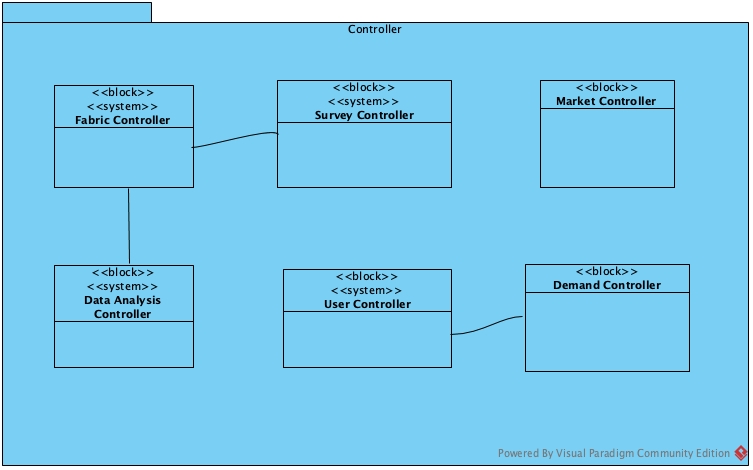 Controller
<<block>>
<<system>>
Fabric Controller
<<block>>
<<system>>
Survey Controller
<<block>>
Market Controller
<<block>>
<<system>>
Data Analysis
Controller
<<block>>
<<system>>
User Controller
<<block>>
Demand Controller
Powered By Visual Paradigm Community Edition